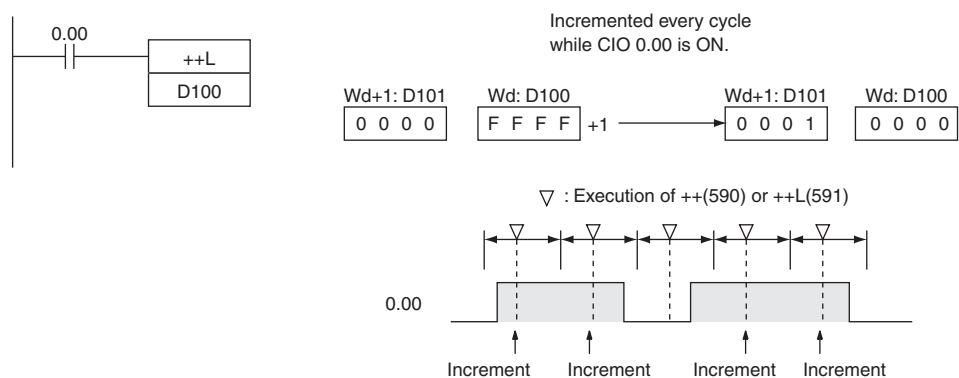 0.00
++L
D100
Incremented every cycle
while CIO 0.00 is ON.
Wd+1: D101 Wd: D100 Wd+1: D101 Wd: D100
0 0 0 0 F F F F +1 0 0 0 1 0 0 0 0
▽ : Execution of ++(590) or ++L(591)
0.00
Increment Increment Increment Increment